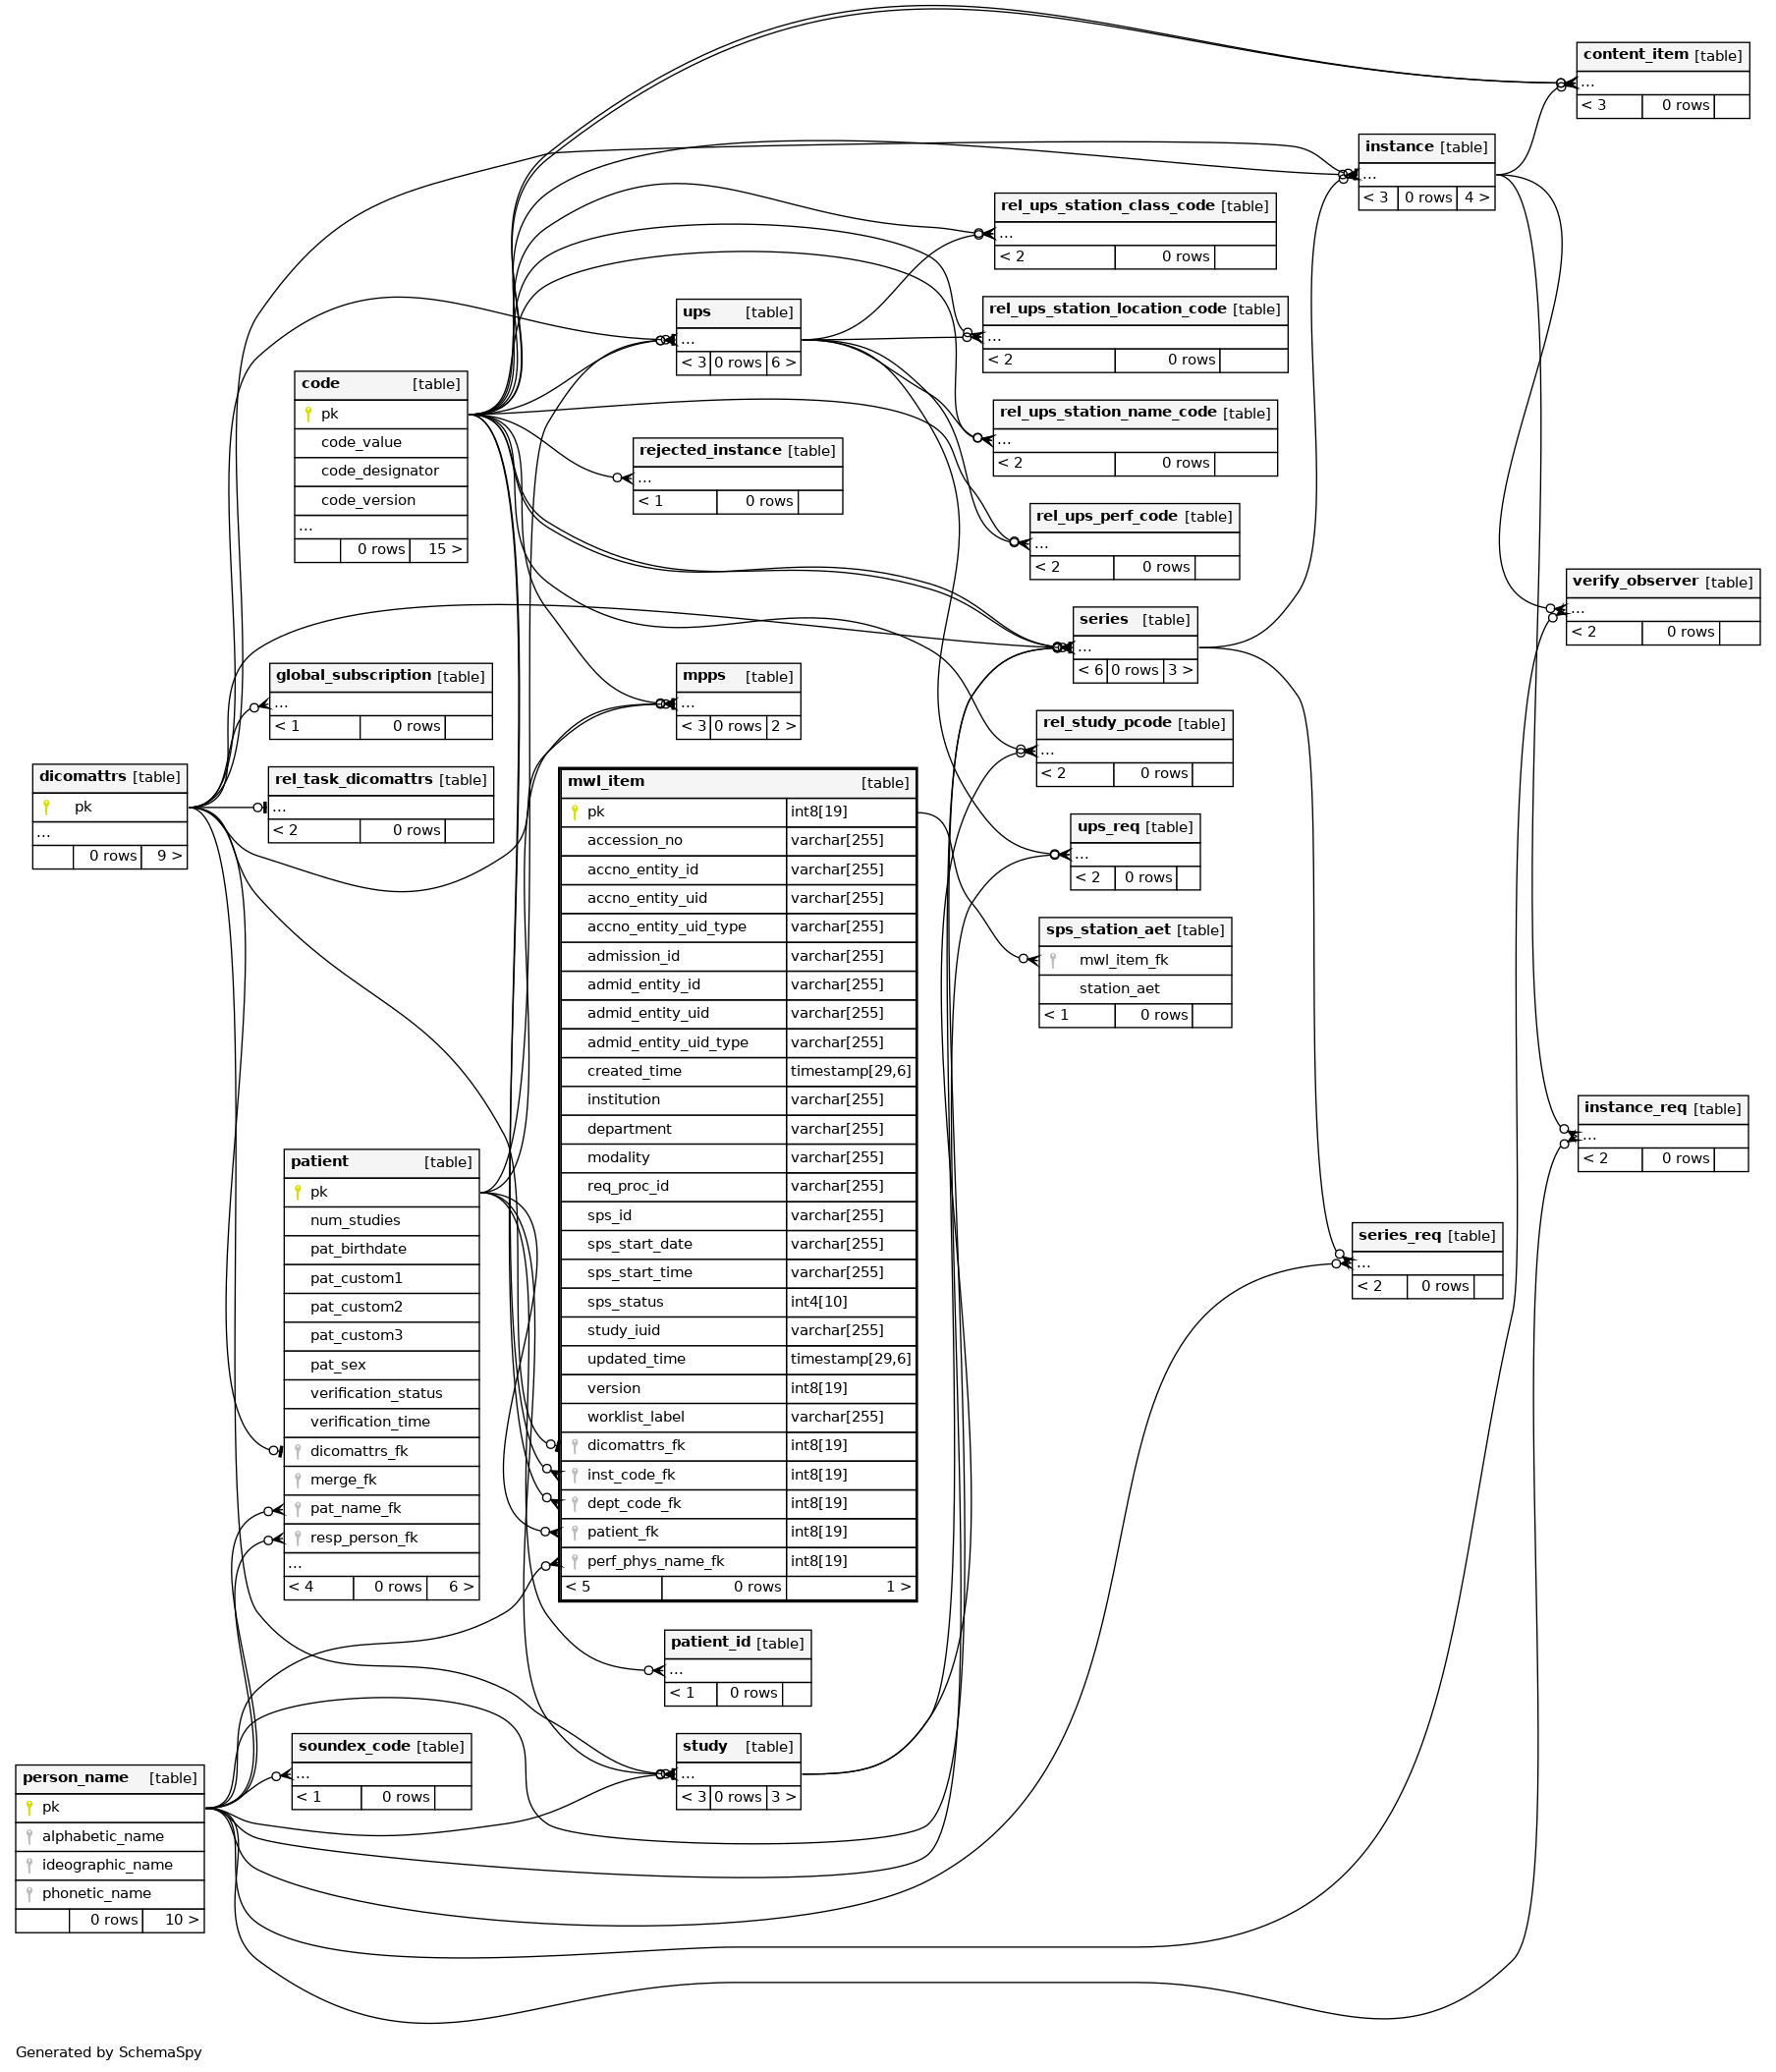 content_item [table]
...
< 3 0 rows
instance [table]
...
< 3 0 rows 4 >
rel_ups_station_class_code [table]
...
< 2 0 rows
rel_ups_station_location_code [table]
...
< 2 0 rows
ups [table]
...
< 3 0 rows 6 >
code [table]
pk
code_value
code_designator
code_version
...
0 rows 15 >
rel_ups_station_name_code [table]
...
< 2 0 rows
rejected_instance [table]
...
< 1 0 rows
rel_ups_perf_code [table]
...
< 2 0 rows
verify_observer [table]
...
< 2 0 rows
series [table]
...
< 6 0 rows 3 >
global_subscription [table]
...
< 1 0 rows
mpps [table]
...
< 3 0 rows 2 >
rel_study_pcode [table]
...
< 2 0 rows
dicomattrs [table]
pk
...
0 rows 9 >
rel_task_dicomattrs [table]
...
< 2 0 rows
mwl_item [table]
pk int8[19]
accession_no varchar[255]
accno_entity_id varchar[255]
accno_entity_uid varchar[255]
accno_entity_uid_type varchar[255]
admission_id varchar[255]
admid_entity_id varchar[255]
admid_entity_uid varchar[255]
admid_entity_uid_type varchar[255]
created_time timestamp[29,6]
institution varchar[255]
department varchar[255]
modality varchar[255]
req_proc_id varchar[255]
sps_id varchar[255]
sps_start_date varchar[255]
sps_start_time varchar[255]
sps_status int4[10]
study_iuid varchar[255]
updated_time timestamp[29,6]
version int8[19]
worklist_label varchar[255]
dicomattrs_fk int8[19]
inst_code_fk int8[19]
dept_code_fk int8[19]
patient_fk int8[19]
perf_phys_name_fk int8[19]
< 5 0 rows 1 >
ups_req [table]
...
< 2 0 rows
sps_station_aet [table]
mwl_item_fk
station_aet
< 1 0 rows
instance_req [table]
...
< 2 0 rows
patient [table]
pk
num_studies
pat_birthdate
pat_custom1
pat_custom2
pat_custom3
pat_sex
verification_status
verification_time
dicomattrs_fk
merge_fk
pat_name_fk
resp_person_fk
...
< 4 0 rows 6 >
series_req [table]
...
< 2 0 rows
patient_id [table]
...
< 1 0 rows
soundex_code [table]
...
< 1 0 rows
study [table]
...
< 3 0 rows 3 >
person_name [table]
pk
alphabetic_name
ideographic_name
phonetic_name
0 rows 10 >
Generated by SchemaSpy